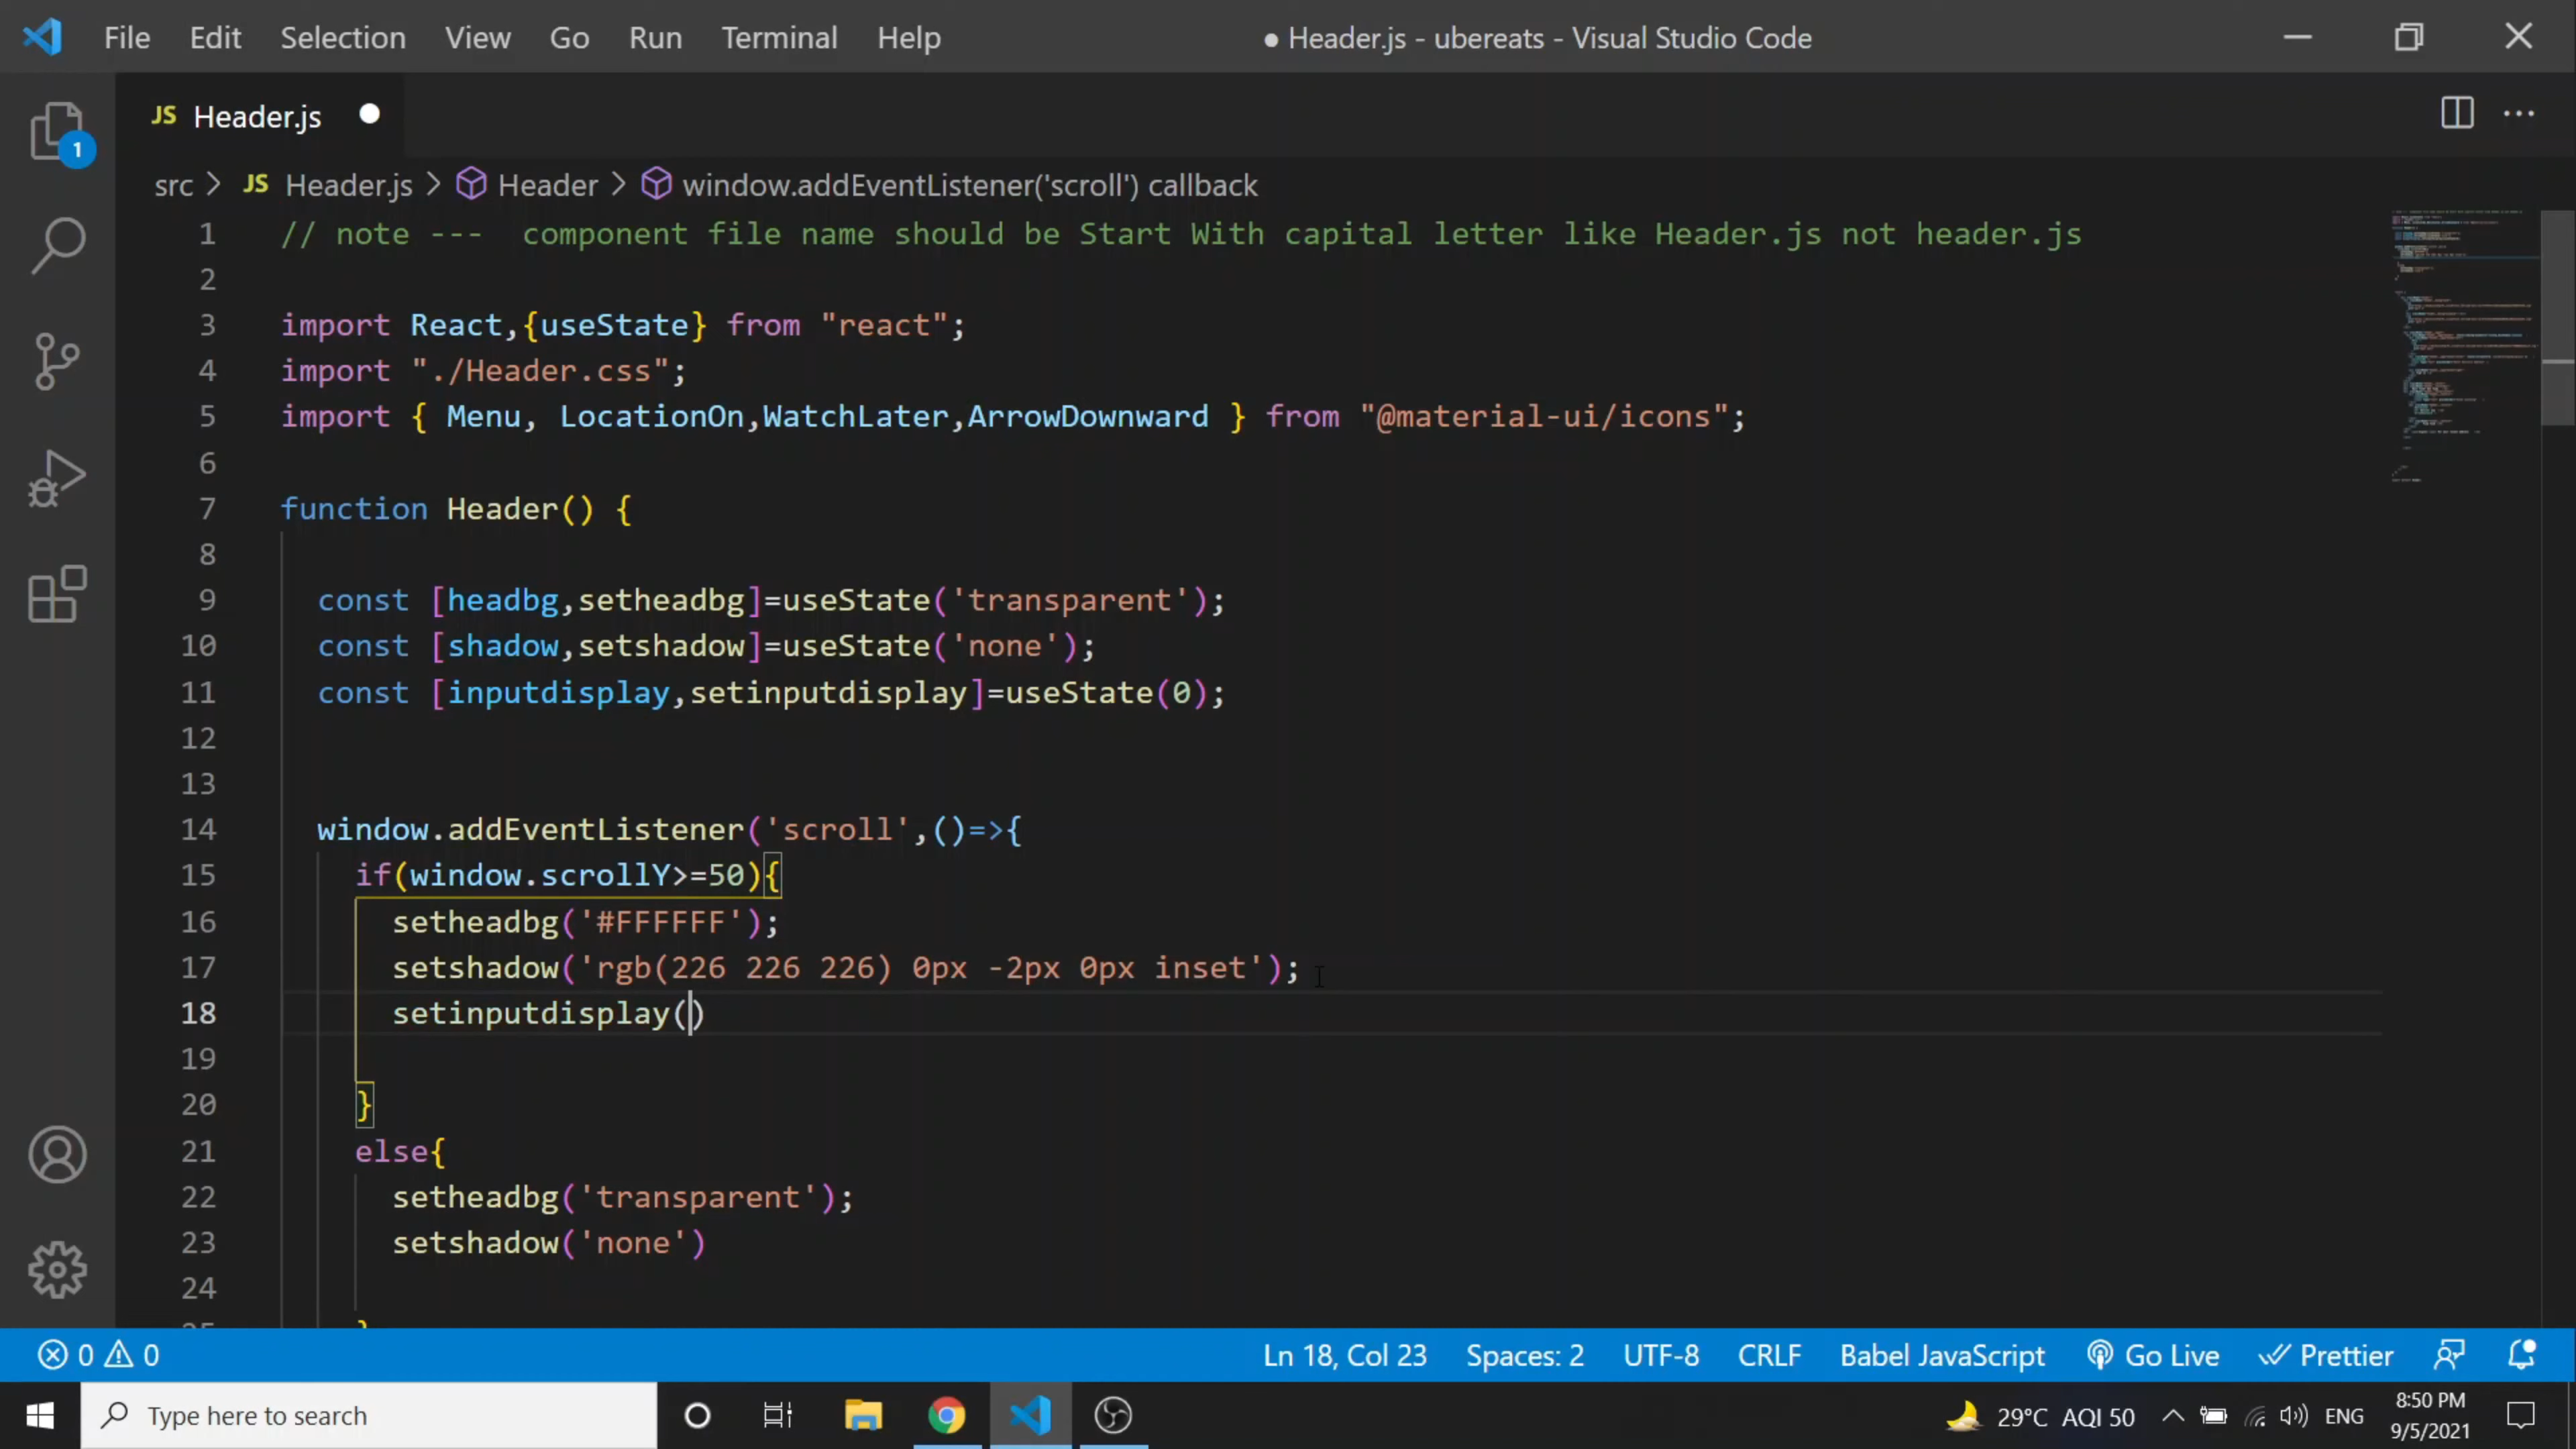 File Edit Selection View Go Run Terminal Help ● Header.js - ubereats - Visual Studio Code
JS Header.js ●
1
src > JS Header.js > Header > window.addEventListener('scroll') callback
1 // note --- component file name should be Start With capital letter like Header.js not header.js
2
3 import React,{useState} from "react";
4 import "./Header.css";
5 import { Menu, LocationOn,WatchLater,ArrowDownward } from "@material-ui/icons";
6
7 function Header() {
8
9 const [headbg,setheadbg]=useState('transparent');
10 const [shadow,setshadow]=useState('none');
11 const [inputdisplay,setinputdisplay]=useState(0);
12
13
14 window.addEventListener('scroll',()=>{
15 if(window.scrollY>=50){
16 setheadbg('#FFFFFF');
17 setshadow('rgb(226 226 226) 0px -2px 0px inset');
18 setinputdisplay()
19
20 }
21 else{
22 setheadbg('transparent');
23 setshadow('none')
24
25 }
0 0 Ln 18, Col 23 Spaces: 2 UTF-8 CRLF Babel JavaScript Go Live Prettier
Type here to search 29°C AQI 50 ENG 8:50 PM
9/5/2021